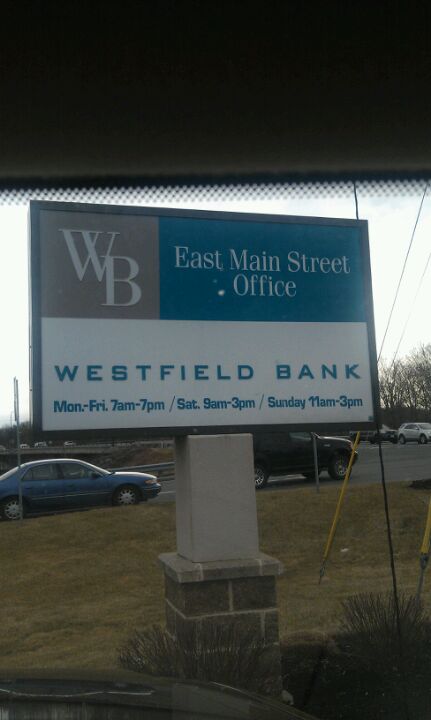 WB
East Main Street
Office
WESTFIELD BANK
Mon.-Fri. 7am-7pm / Sat. 9am-3pm / Sunday 11am-3pm